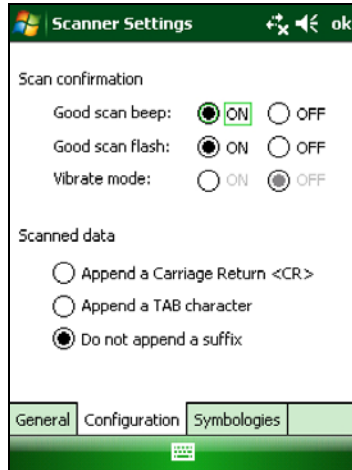 Scanner Settings ok
Scan confirmation
Good scan beep: ON OFF
Good scan flash: ON OFF
Vibrate mode: ON OFF
Scanned data
Append a Carriage Return <CR>
Append a TAB character
Do not append a suffix
General Configuration Symbologies